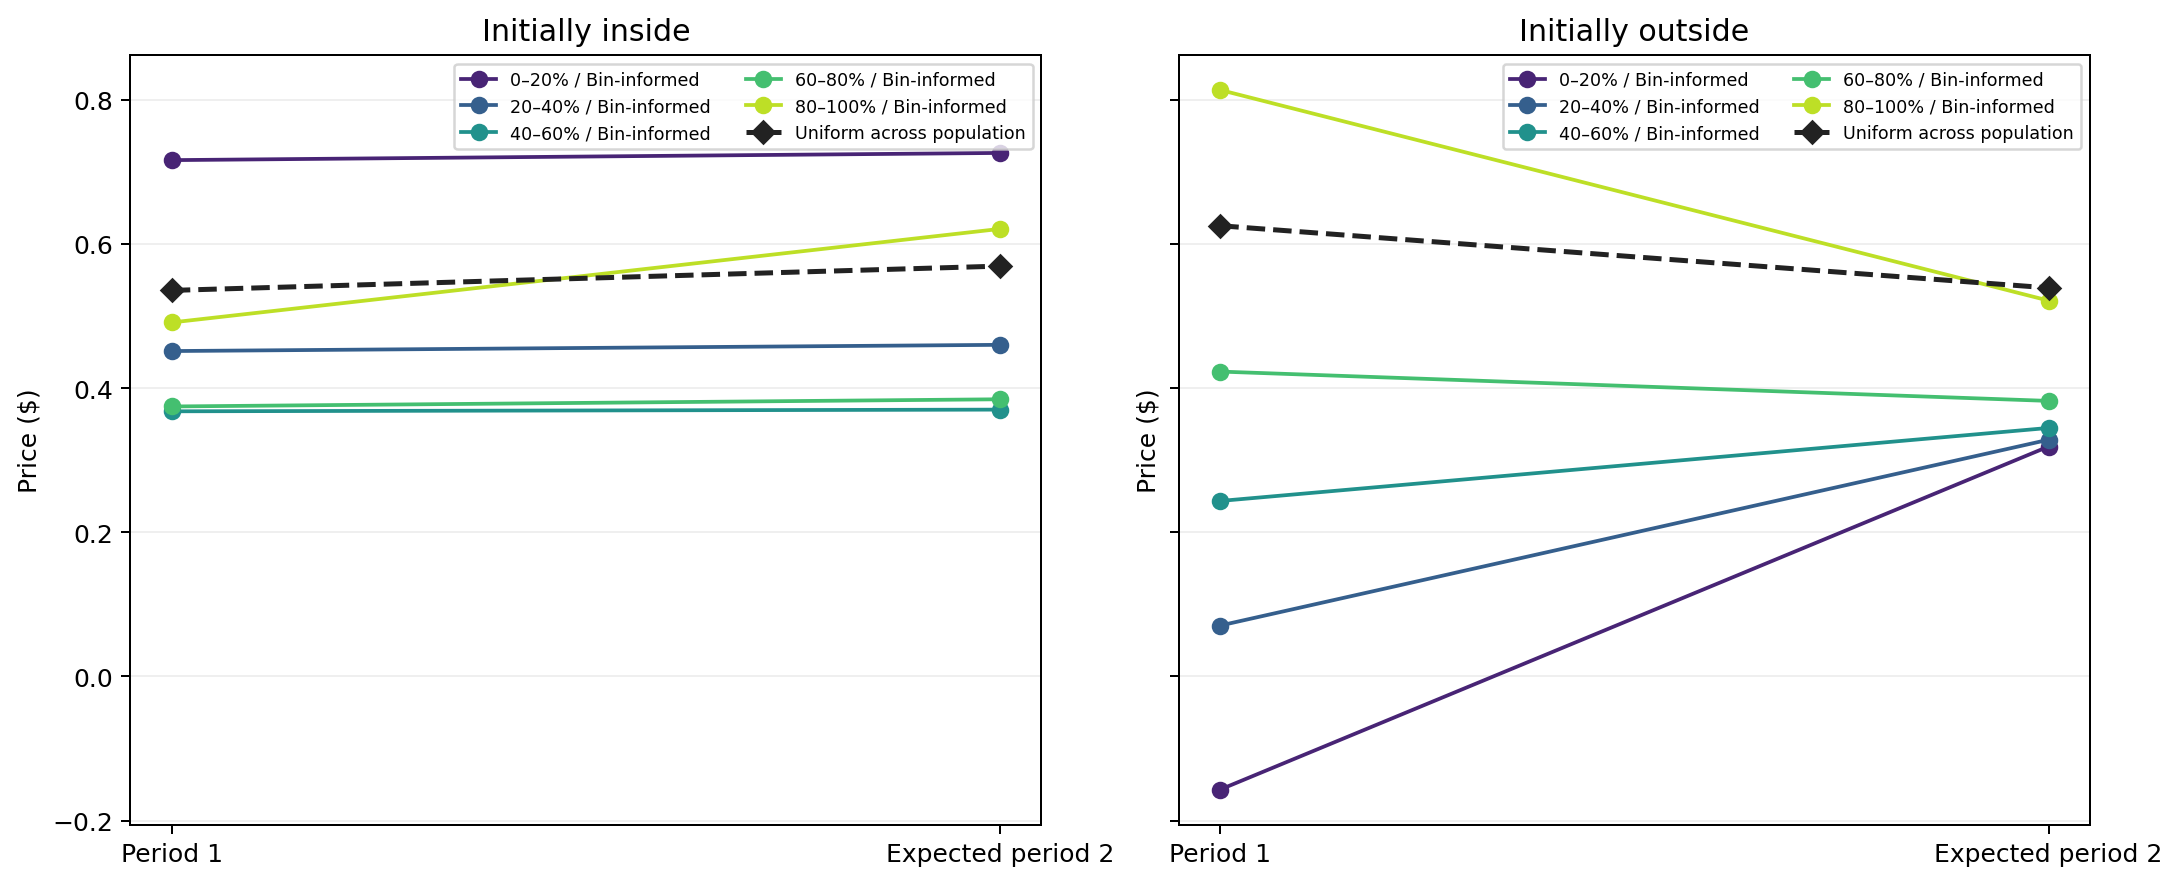 Initially inside
0–20% / Bin-informed
20–40% / Bin-informed
40–60% / Bin-informed
60–80% / Bin-informed
80–100% / Bin-informed
Uniform across population
Price ($)
0.8
0.6
0.4
0.2
0.0
−0.2
Period 1
Expected period 2
Initially outside
0–20% / Bin-informed
20–40% / Bin-informed
40–60% / Bin-informed
60–80% / Bin-informed
80–100% / Bin-informed
Uniform across population
Price ($)
Period 1
Expected period 2